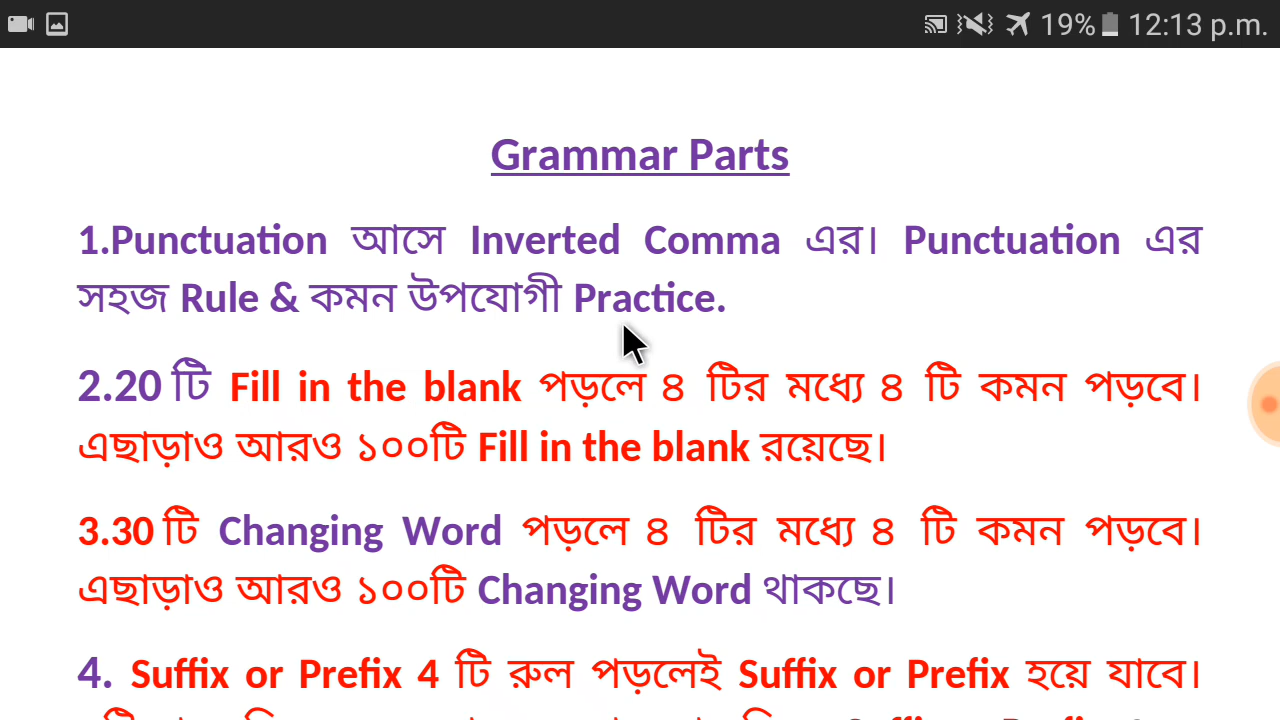 19% 12:13 p.m.
Grammar Parts
1.Punctuation আসে Inverted Comma এর। Punctuation এর
সহজ Rule & কমন উপযোগী Practice.
2.20 টি Fill in the blank পড়লে ৪ টির মধ্যে ৪ টি কমন পড়বে।
এছাড়াও আরও ১০০টি Fill in the blank রয়েছে।
3.30 টি Changing Word পড়লে ৪ টির মধ্যে ৪ টি কমন পড়বে।
এছাড়াও আরও ১০০টি Changing Word থাকছে।
4. Suffix or Prefix 4 টি রুল পড়লেই Suffix or Prefix হয়ে যাবে।